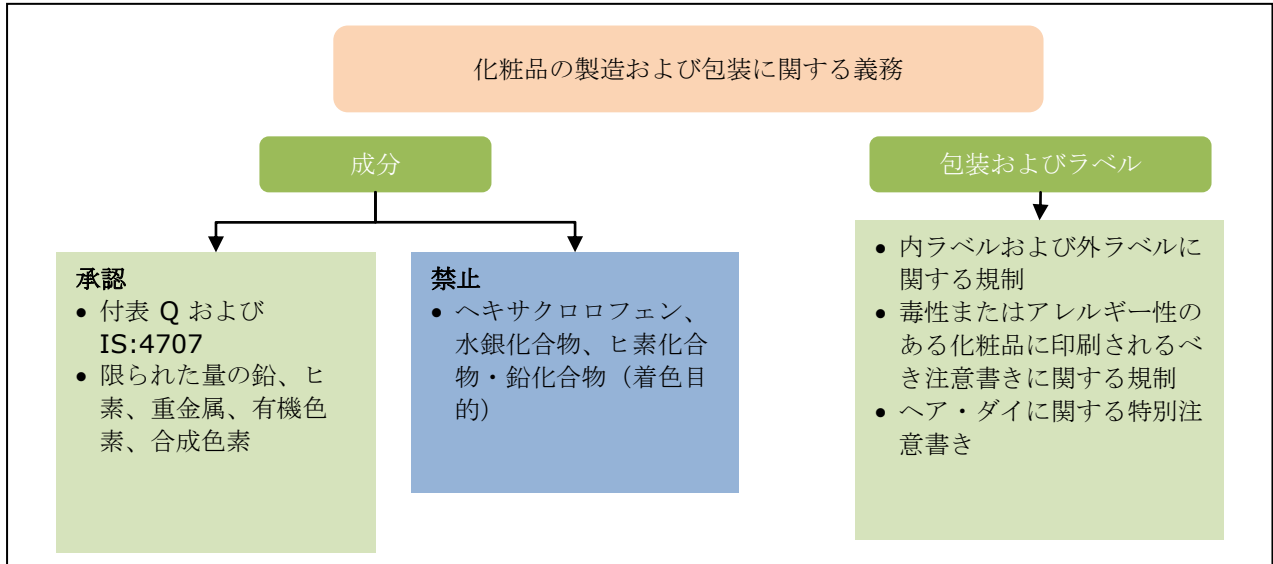 化粧品の製造および包装に関する義務
成分
包装およびラベル
承認
• 付表 Q および
IS:4707
• 限られた量の鉛、ヒ
素、重金属、有機色
素、合成色素
禁止
• ヘキサクロロフェン、
水銀化合物、ヒ素化合
物・鉛化合物（着色目
的）
• 内ラベルおよび外ラベルに
関する規制
• 毒性またはアレルギー性の
ある化粧品に印刷されるべ
き注意書きに関する規制
• ヘア・ダイに関する特別注
意書き